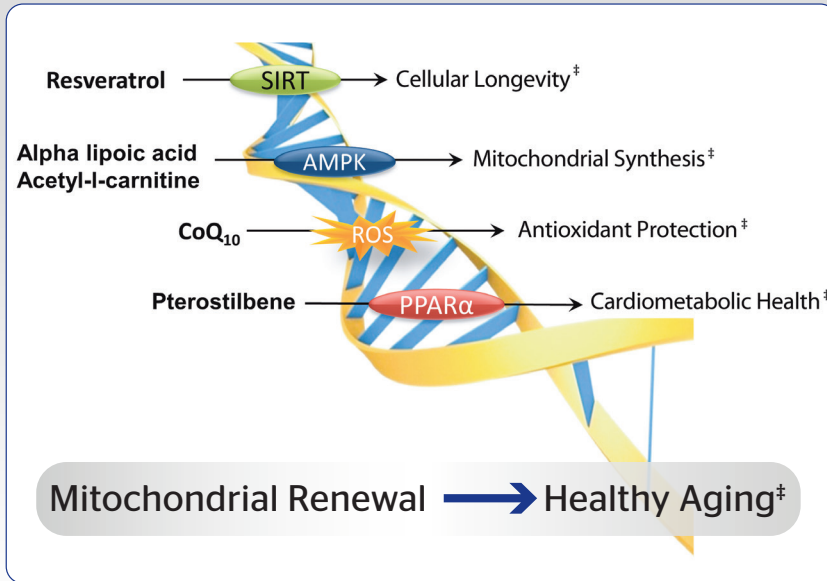 Resveratrol SIRT Cellular Longevity‡
Alpha lipoic acid
Acetyl-l-carnitine AMPK Mitochondrial Synthesis‡
CoQ₁₀ ROS Antioxidant Protection‡
Pterostilbene PPARα Cardiometabolic Health‡
Mitochondrial Renewal → Healthy Aging‡